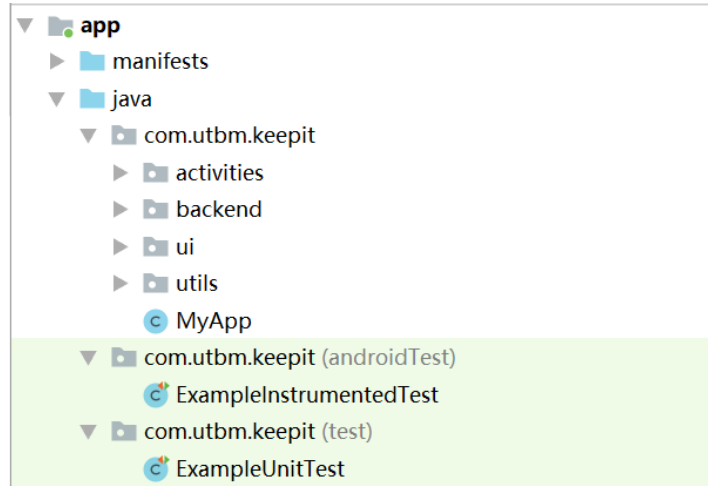 app
manifests
java
com.utbm.keepit
activities
backend
ui
utils
C MyApp
com.utbm.keepit (androidTest)
C ExampleInstrumentedTest
com.utbm.keepit (test)
C ExampleUnitTest